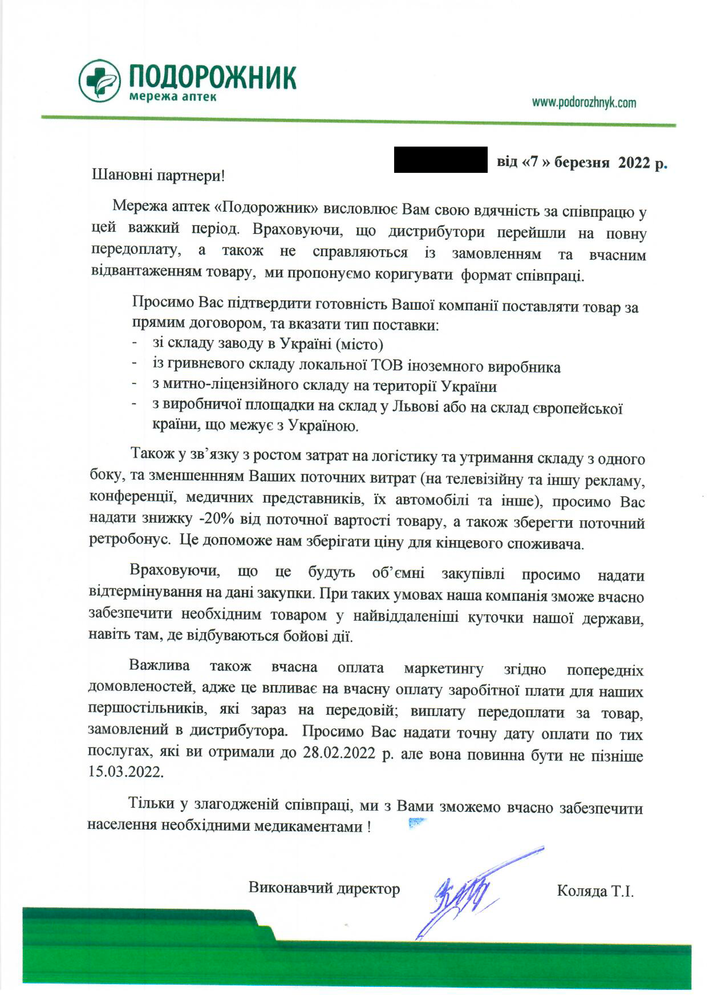 ПОДОРОЖНИК
мережа аптек
www.podorozhnyk.com
від «7 » березня 2022 р.
Шановні партнери!
Мережа аптек «Подорожник» висловлює Вам свою вдячність за співпрацю у
цей важкий період. Враховуючи, що дистрибутори перейшли на повну
передоплату, а також не справляються із замовленням та вчасним
відвантаженням товару, ми пропонуємо коригувати формат співпраці.
Просимо Вас підтвердити готовність Вашої компанії поставляти товар за
прямим договором, та вказати тип поставки:
- зі складу заводу в Україні (місто)
- із гривневого складу локальної ТОВ іноземного виробника
- з митно-ліцензійного складу на території України
- з виробничої площадки на склад у Львові або на склад європейської
країни, що межує з Україною.
Також у зв’язку з ростом затрат на логістику та утримання складу з одного
боку, та зменшеннням Ваших поточних витрат (на телевізійну та іншу рекламу,
конференції, медичних представників, їх автомобілі та інше), просимо Вас
надати знижку -20% від поточної вартості товару, а також зберегти поточний
ретробонус. Це допоможе нам зберігати ціну для кінцевого споживача.
Враховуючи, що це будуть об’ємні закупівлі просимо надати
відтермінування на дані закупки. При таких умовах наша компанія зможе вчасно
забезпечити необхідним товаром у найвіддаленіші куточки нашої держави,
навіть там, де відбуваються бойові дії.
Важлива також вчасна оплата маркетингу згідно попередніх
домовленостей, адже це впливає на вчасну оплату заробітної плати для наших
першостільників, які зараз на передовій; виплату передоплати за товар,
замовлений в дистрибутора. Просимо Вас надати точну дату оплати по тих
послугах, які ви отримали до 28.02.2022 р. але вона повинна бути не пізніше
15.03.2022.
Тільки у злагодженій співпраці, ми з Вами зможемо вчасно забезпечити
населення необхідними медикаментами !
Виконавчий директор Коляда Т.І.